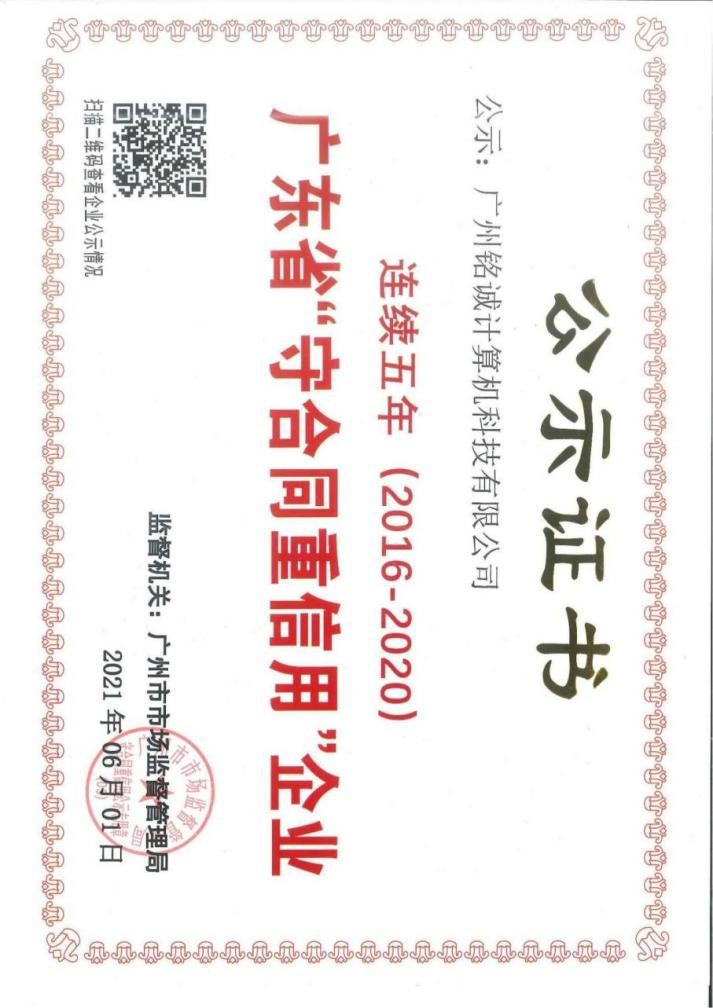 公示证书
公示：广州铭诚计算机科技有限公司
连续五年（2016-2020）
广东省“守合同重信用”企业
监督机关：广州市市场监督管理局
2021 年 06 月 01 日
广州市市场监督管理局
守合同重信用公示专用章
扫描二维码查看企业公示情况